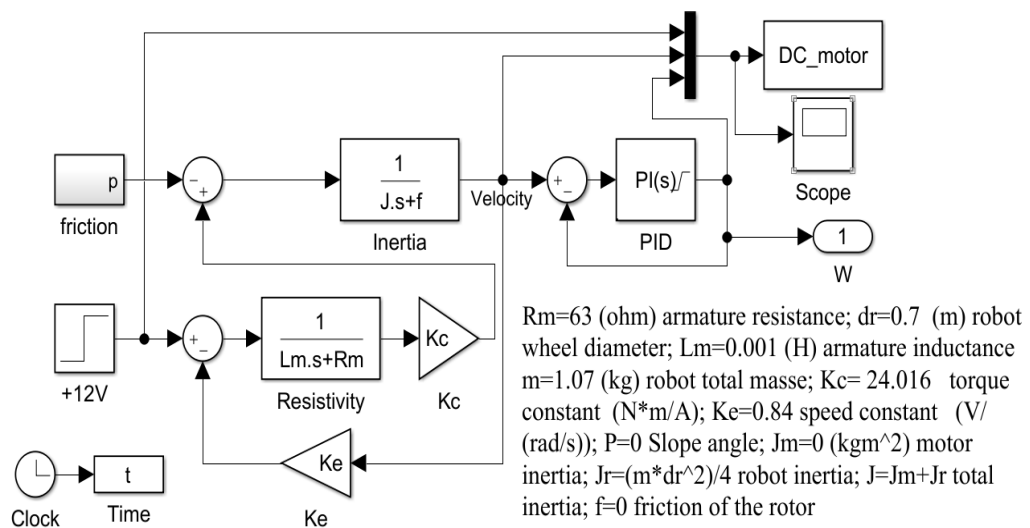 DC_motor
Scope
p
friction
− +
1
J.s+f
Inertia
Velocity
+ −
PI(s)
PID
1
W
+12V
+ −
1
Lm.s+Rm
Resistivity
Kc
Kc
Ke
Ke
Clock
t
Time
Rm=63 (ohm) armature resistance; dr=0.7 (m) robot
wheel diameter; Lm=0.001 (H) armature inductance
m=1.07 (kg) robot total masse; Kc= 24.016 torque
constant (N*m/A); Ke=0.84 speed constant (V/
(rad/s)); P=0 Slope angle; Jm=0 (kgm^2) motor
inertia; Jr=(m*dr^2)/4 robot inertia; J=Jm+Jr total
inertia; f=0 friction of the rotor